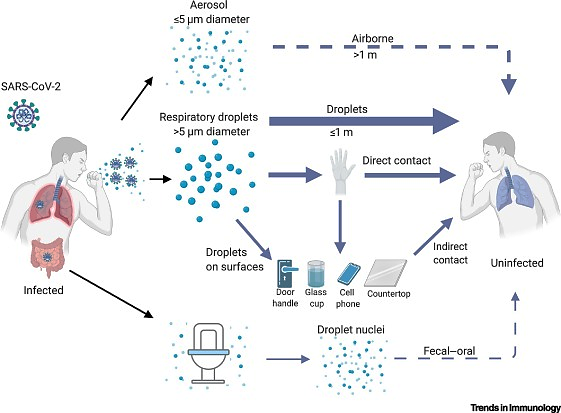 Aerosol
≤5 μm diameter
Airborne
>1 m
SARS-CoV-2
Respiratory droplets
>5 μm diameter
Droplets
≤1 m
Direct contact
Droplets
on surfaces
Indirect
contact
Infected
Uninfected
Door
handle
Glass
cup
Cell
phone
Countertop
Droplet nuclei
Fecal–oral
Trends in Immunology